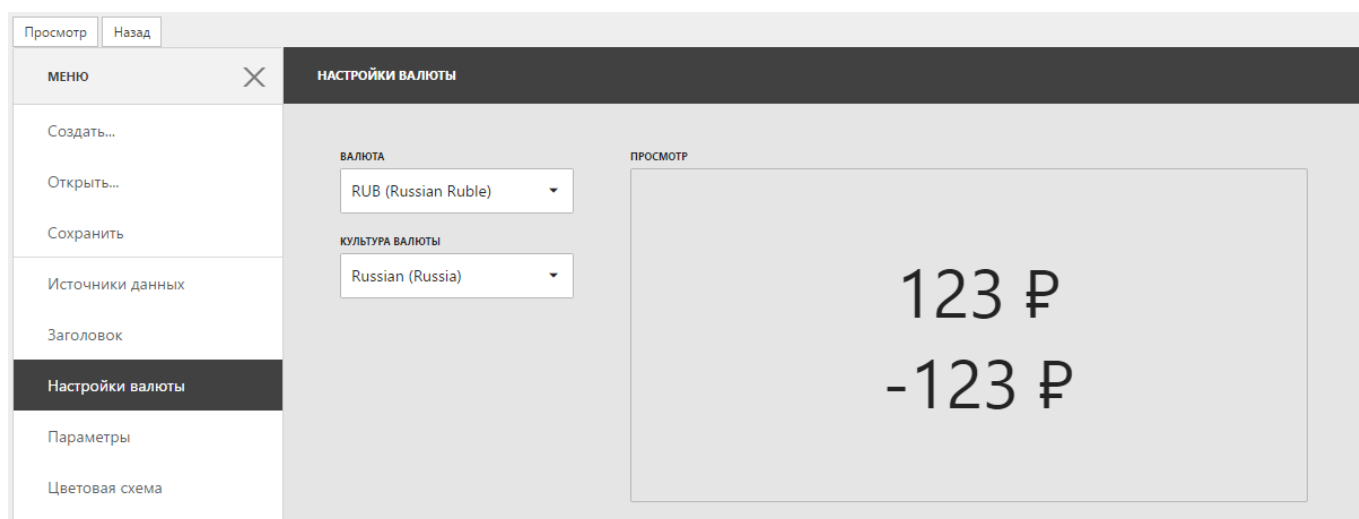 Просмотр Назад
МЕНЮ
НАСТРОЙКИ ВАЛЮТЫ
Создать...
Открыть...
Сохранить
Источники данных
Заголовок
Настройки валюты
Параметры
Цветовая схема
ВАЛЮТА
RUB (Russian Ruble)
КУЛЬТУРА ВАЛЮТЫ
Russian (Russia)
ПРОСМОТР
123 ₽
-123 ₽